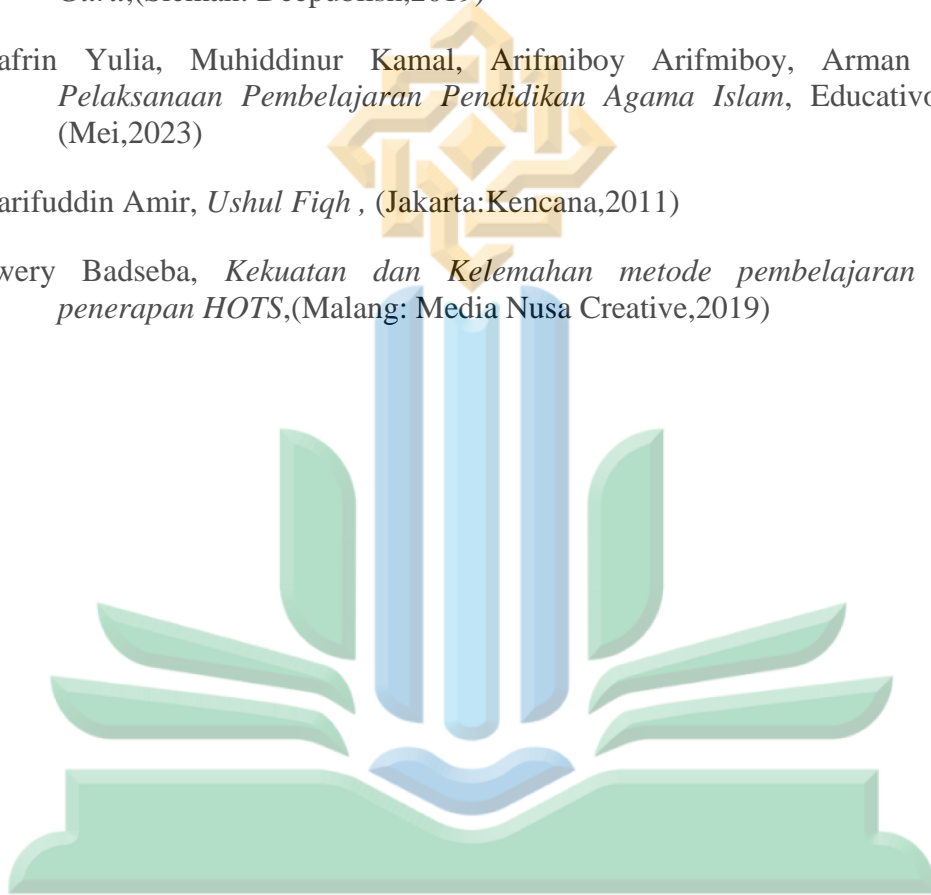 afrin Yulia, Muhiddinur Kamal, Arifmiboy Arifmiboy, Arman
Pelaksanaan Pembelajaran Pendidikan Agama Islam, Educativo
(Mei,2023)
arifuddin Amir, Ushul Fiqh , (Jakarta:Kencana,2011)
wery Badseba, Kekuatan dan Kelemahan metode pembelajaran
penerapan HOTS,(Malang: Media Nusa Creative,2019)